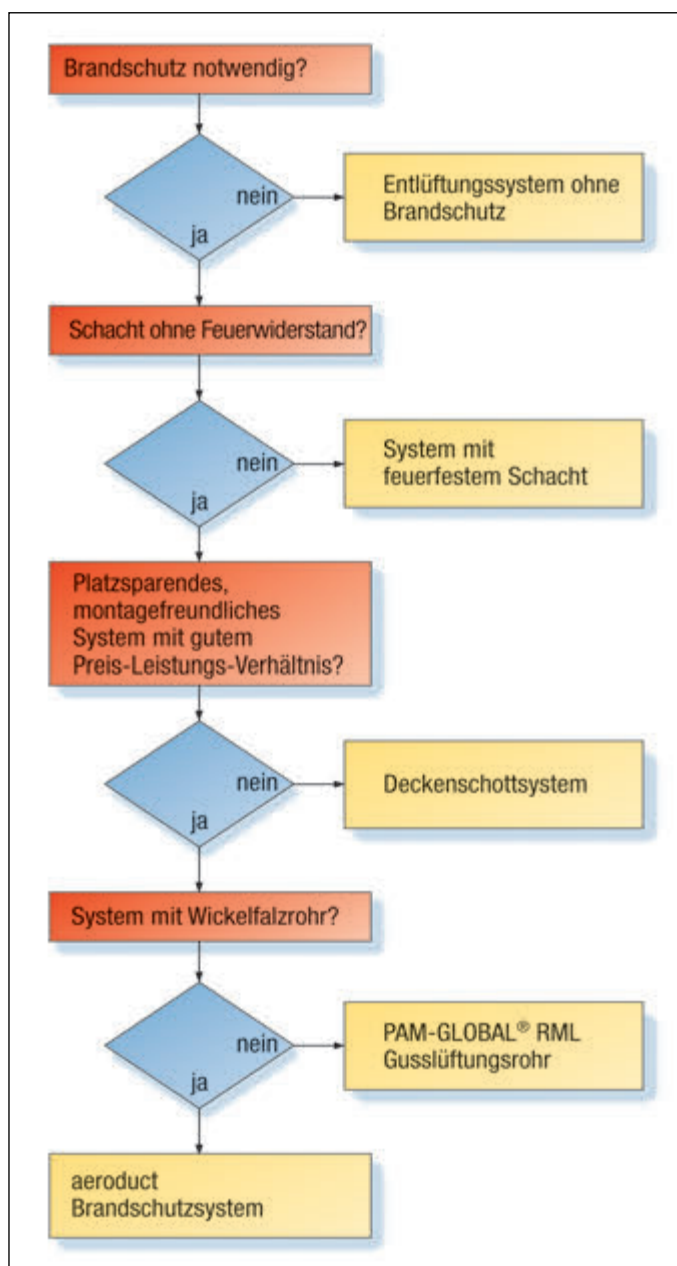 Brandschutz notwendig?
nein
ja
Entlüftungssystem ohne
Brandschutz
Schacht ohne Feuerwiderstand?
nein
ja
System mit
feuerfestem Schacht
Platzsparendes,
montagefreundliches
System mit gutem
Preis-Leistungs-Verhältnis?
nein
ja
Deckenschottsystem
System mit Wickelfalzrohr?
nein
ja
PAM-GLOBAL® RML
Gusslüftungsrohr
aeroduct
Brandschutzsystem